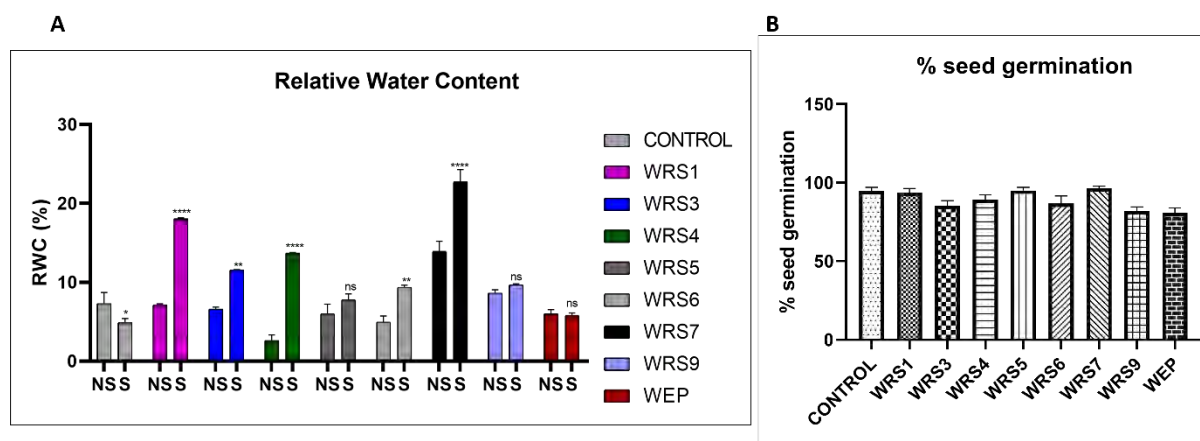 A
Relative Water Content
RWC (%)
30
20
10
0
*
****
**
****
ns
**
****
ns
ns
NS S NS S NS S NS S NS S NS S NS S NS S NS S
CONTROL
WRS1
WRS3
WRS4
WRS5
WRS6
WRS7
WRS9
WEP
B
% seed germination
% seed germination
150
100
50
0
CONTROL
WRS1
WRS3
WRS4
WRS5
WRS6
WRS7
WRS9
WEP